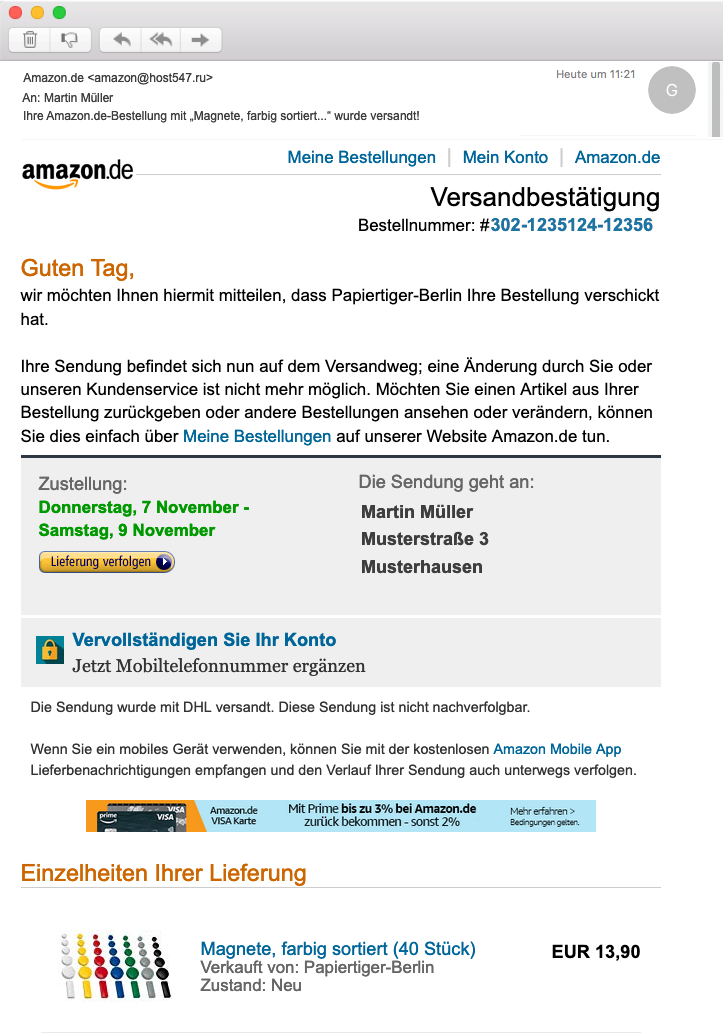 Amazon.de <amazon@host547.ru>
Heute um 11:21
G
An: Martin Müller
Ihre Amazon.de-Bestellung mit „Magnete, farbig sortiert...“ wurde versandt!
amazon.de
Meine Bestellungen | Mein Konto | Amazon.de
Versandbestätigung
Bestellnummer: #302-1235124-12356
Guten Tag,
wir möchten Ihnen hiermit mitteilen, dass Papiertiger-Berlin Ihre Bestellung verschickt
hat.
Ihre Sendung befindet sich nun auf dem Versandweg; eine Änderung durch Sie oder
unseren Kundenservice ist nicht mehr möglich. Möchten Sie einen Artikel aus Ihrer
Bestellung zurückgeben oder andere Bestellungen ansehen oder verändern, können
Sie dies einfach über Meine Bestellungen auf unserer Website Amazon.de tun.
Zustellung:
Donnerstag, 7 November -
Samstag, 9 November
Lieferung verfolgen
Die Sendung geht an:
Martin Müller
Musterstraße 3
Musterhausen
Vervollständigen Sie Ihr Konto
Jetzt Mobiltelefonnummer ergänzen
Die Sendung wurde mit DHL versandt. Diese Sendung ist nicht nachverfolgbar.
Wenn Sie ein mobiles Gerät verwenden, können Sie mit der kostenlosen Amazon Mobile App
Lieferbenachrichtigungen empfangen und den Verlauf Ihrer Sendung auch unterwegs verfolgen.
VISA
prime
VISA
Amazon.de
VISA Karte
Mit Prime bis zu 3% bei Amazon.de
zurück bekommen - sonst 2%
Mehr erfahren >
Bedingungen gelten.
Einzelheiten Ihrer Lieferung
Magnete, farbig sortiert (40 Stück)
EUR 13,90
Verkauft von: Papiertiger-Berlin
Zustand: Neu